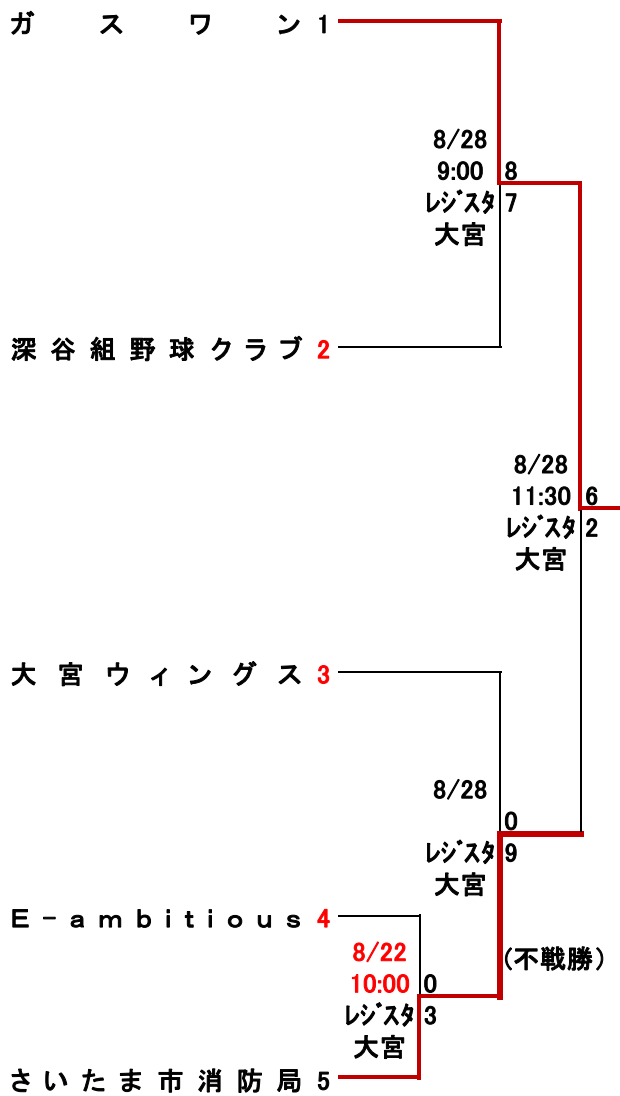 ガスワン 1
8/28
9:00 8
レジスタ 7
大宮
深谷組野球クラブ 2
8/28
11:30 6
レジスタ 2
大宮
大宮ウィングス 3
8/28
0
レジスタ 9
大宮
E-ambitious 4
8/22
(不戦勝)
10:00 0
レジスタ 3
大宮
さいたま市消防局 5